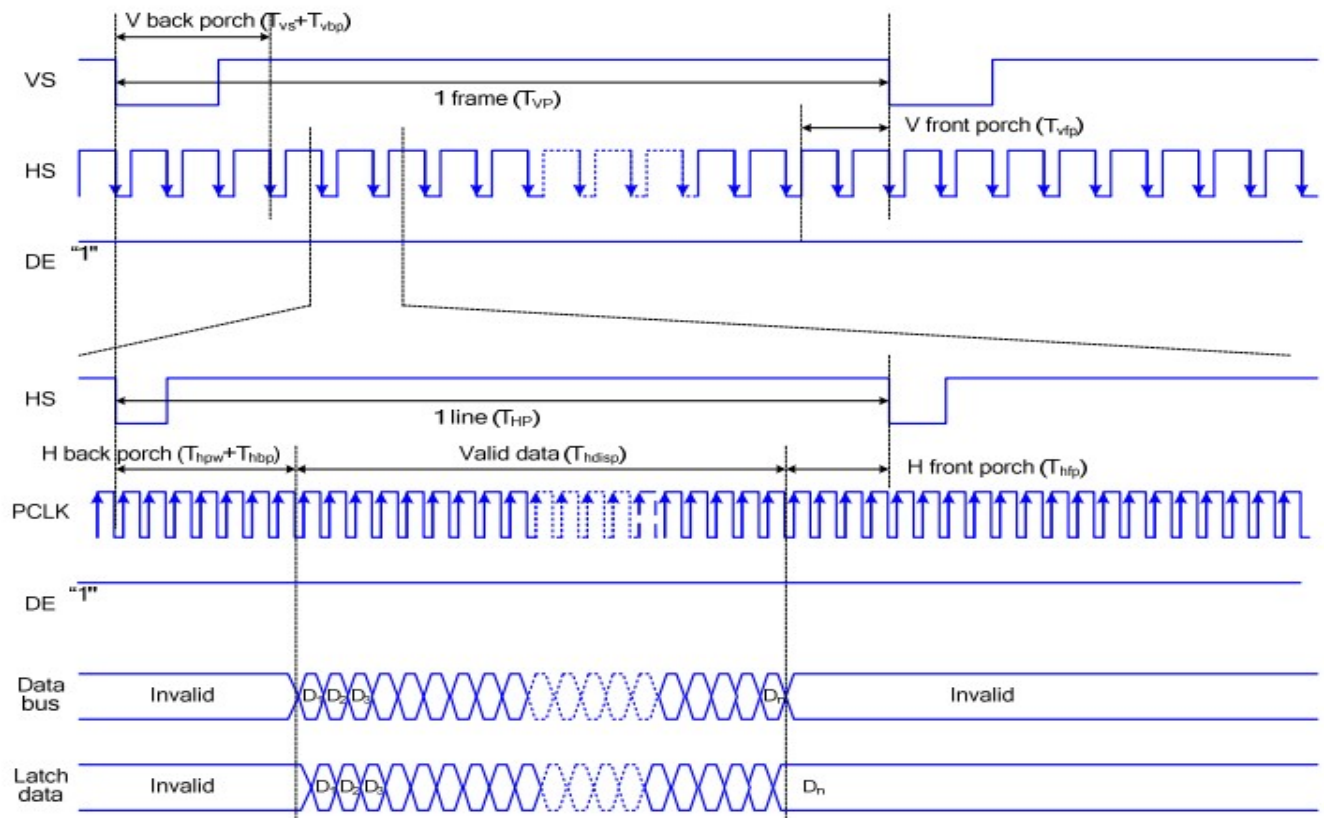 V back porch (Tvs+Tvbp)
VS
1 frame (TVP)
V front porch (Tvfp)
HS
DE "1"
HS
1 line (THP)
H back porch (Thpw+Thbp)
Valid data (Thdisp)
H front porch (Thfp)
PCLK
DE "1"
Data bus
Invalid
D1 D2 D3
Dn
Invalid
Latch data
Invalid
D1 D2 D3
Dn